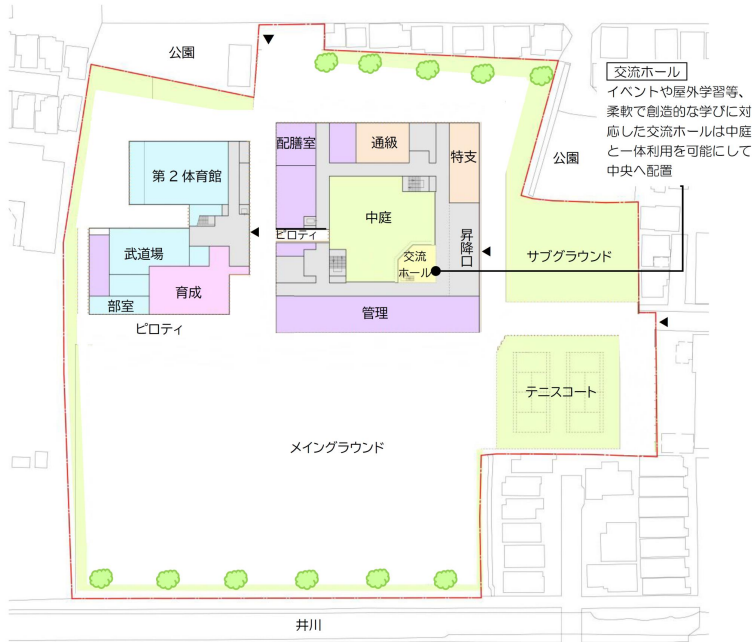 公園
交流ホール
イベントや屋外学習等、
柔軟で創造的な学びに対
応した交流ホールは中庭
と一体利用を可能にして
中央へ配置
公園
配膳室
通級
特支
第2体育館
中庭
ピロティ
昇降口
武道場
交流
ホール
サブグラウンド
育成
部室
管理
ピロティ
テニスコート
メイングラウンド
井川